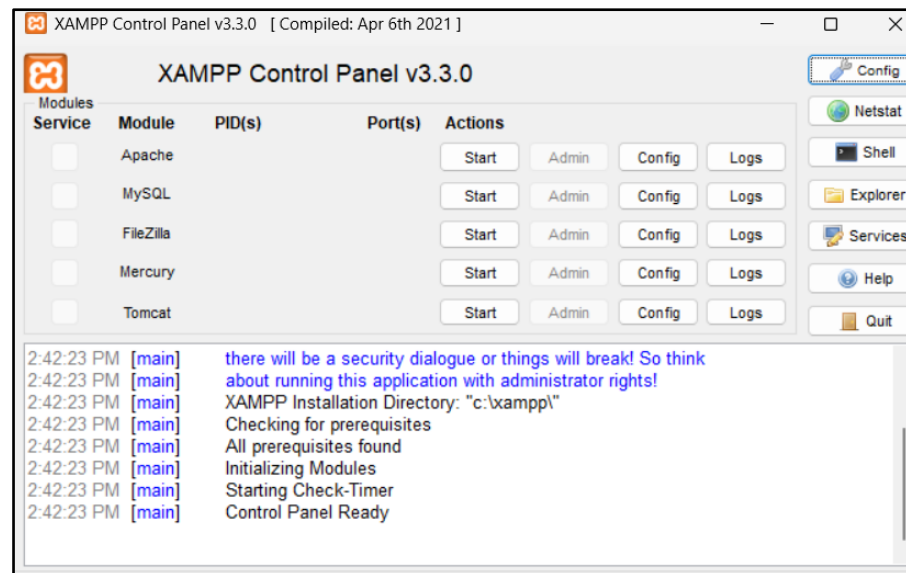 XAMPP Control Panel v3.3.0 [ Compiled: Apr 6th 2021 ]
XAMPP Control Panel v3.3.0
Config
Modules
Service Module PID(s) Port(s) Actions
Netstat
Apache Start Admin Config Logs
Shell
MySQL Start Admin Config Logs
Explorer
FileZilla Start Admin Config Logs
Services
Mercury Start Admin Config Logs
Help
Tomcat Start Admin Config Logs
Quit
2:42:23 PM [main] there will be a security dialogue or things will break! So think
2:42:23 PM [main] about running this application with administrator rights!
2:42:23 PM [main] XAMPP Installation Directory: "c:\xampp\"
2:42:23 PM [main] Checking for prerequisites
2:42:23 PM [main] All prerequisites found
2:42:23 PM [main] Initializing Modules
2:42:23 PM [main] Starting Check-Timer
2:42:23 PM [main] Control Panel Ready